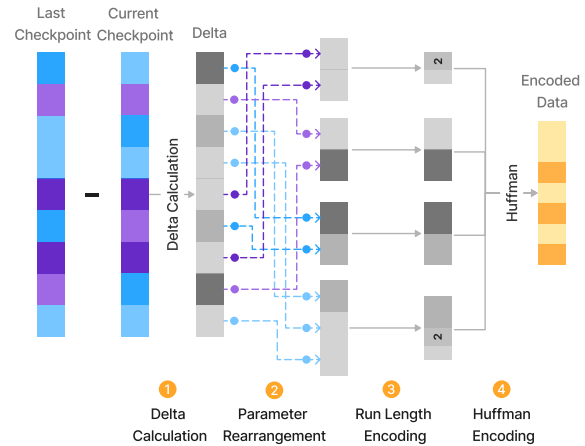 Last
Checkpoint
Current
Checkpoint
Delta
Delta Calculation
2
2
Huffman
Encoded
Data
1
Delta
Calculation
2
Parameter
Rearrangement
3
Run Length
Encoding
4
Huffman
Encoding